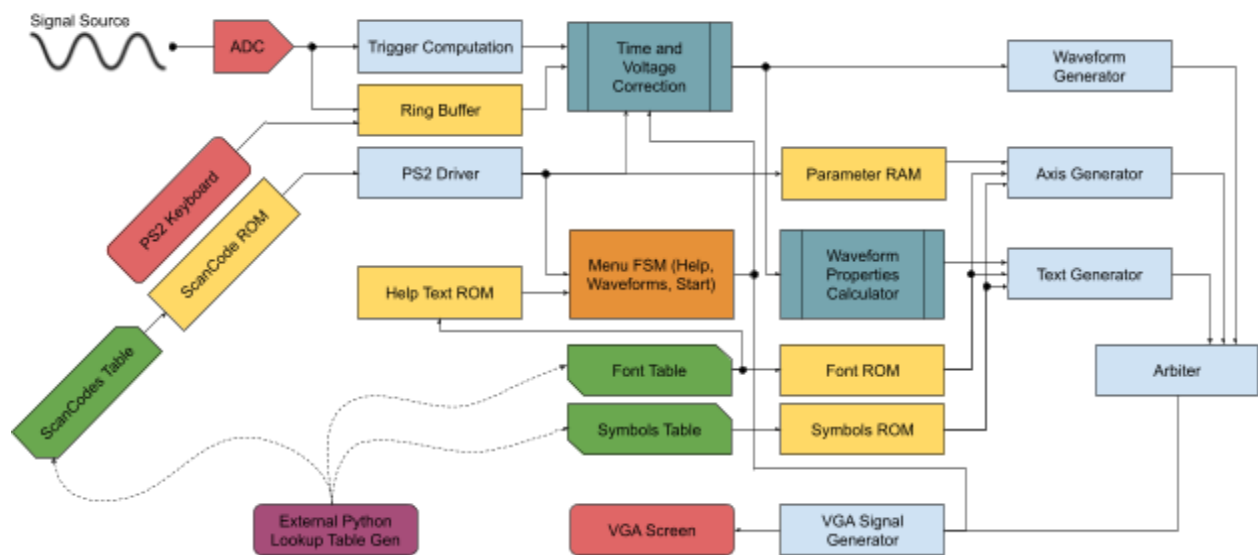 Signal Source
ADC
Trigger Computation
Time and
Voltage
Correction
Waveform
Generator
Ring Buffer
PS2 Keyboard
PS2 Driver
Parameter RAM
Axis Generator
ScanCode ROM
Menu FSM (Help,
Waveforms, Start)
Waveform
Properties
Calculator
Text Generator
Help Text ROM
ScanCodes Table
Font Table
Font ROM
Arbiter
Symbols Table
Symbols ROM
External Python
Lookup Table Gen
VGA Screen
VGA Signal
Generator